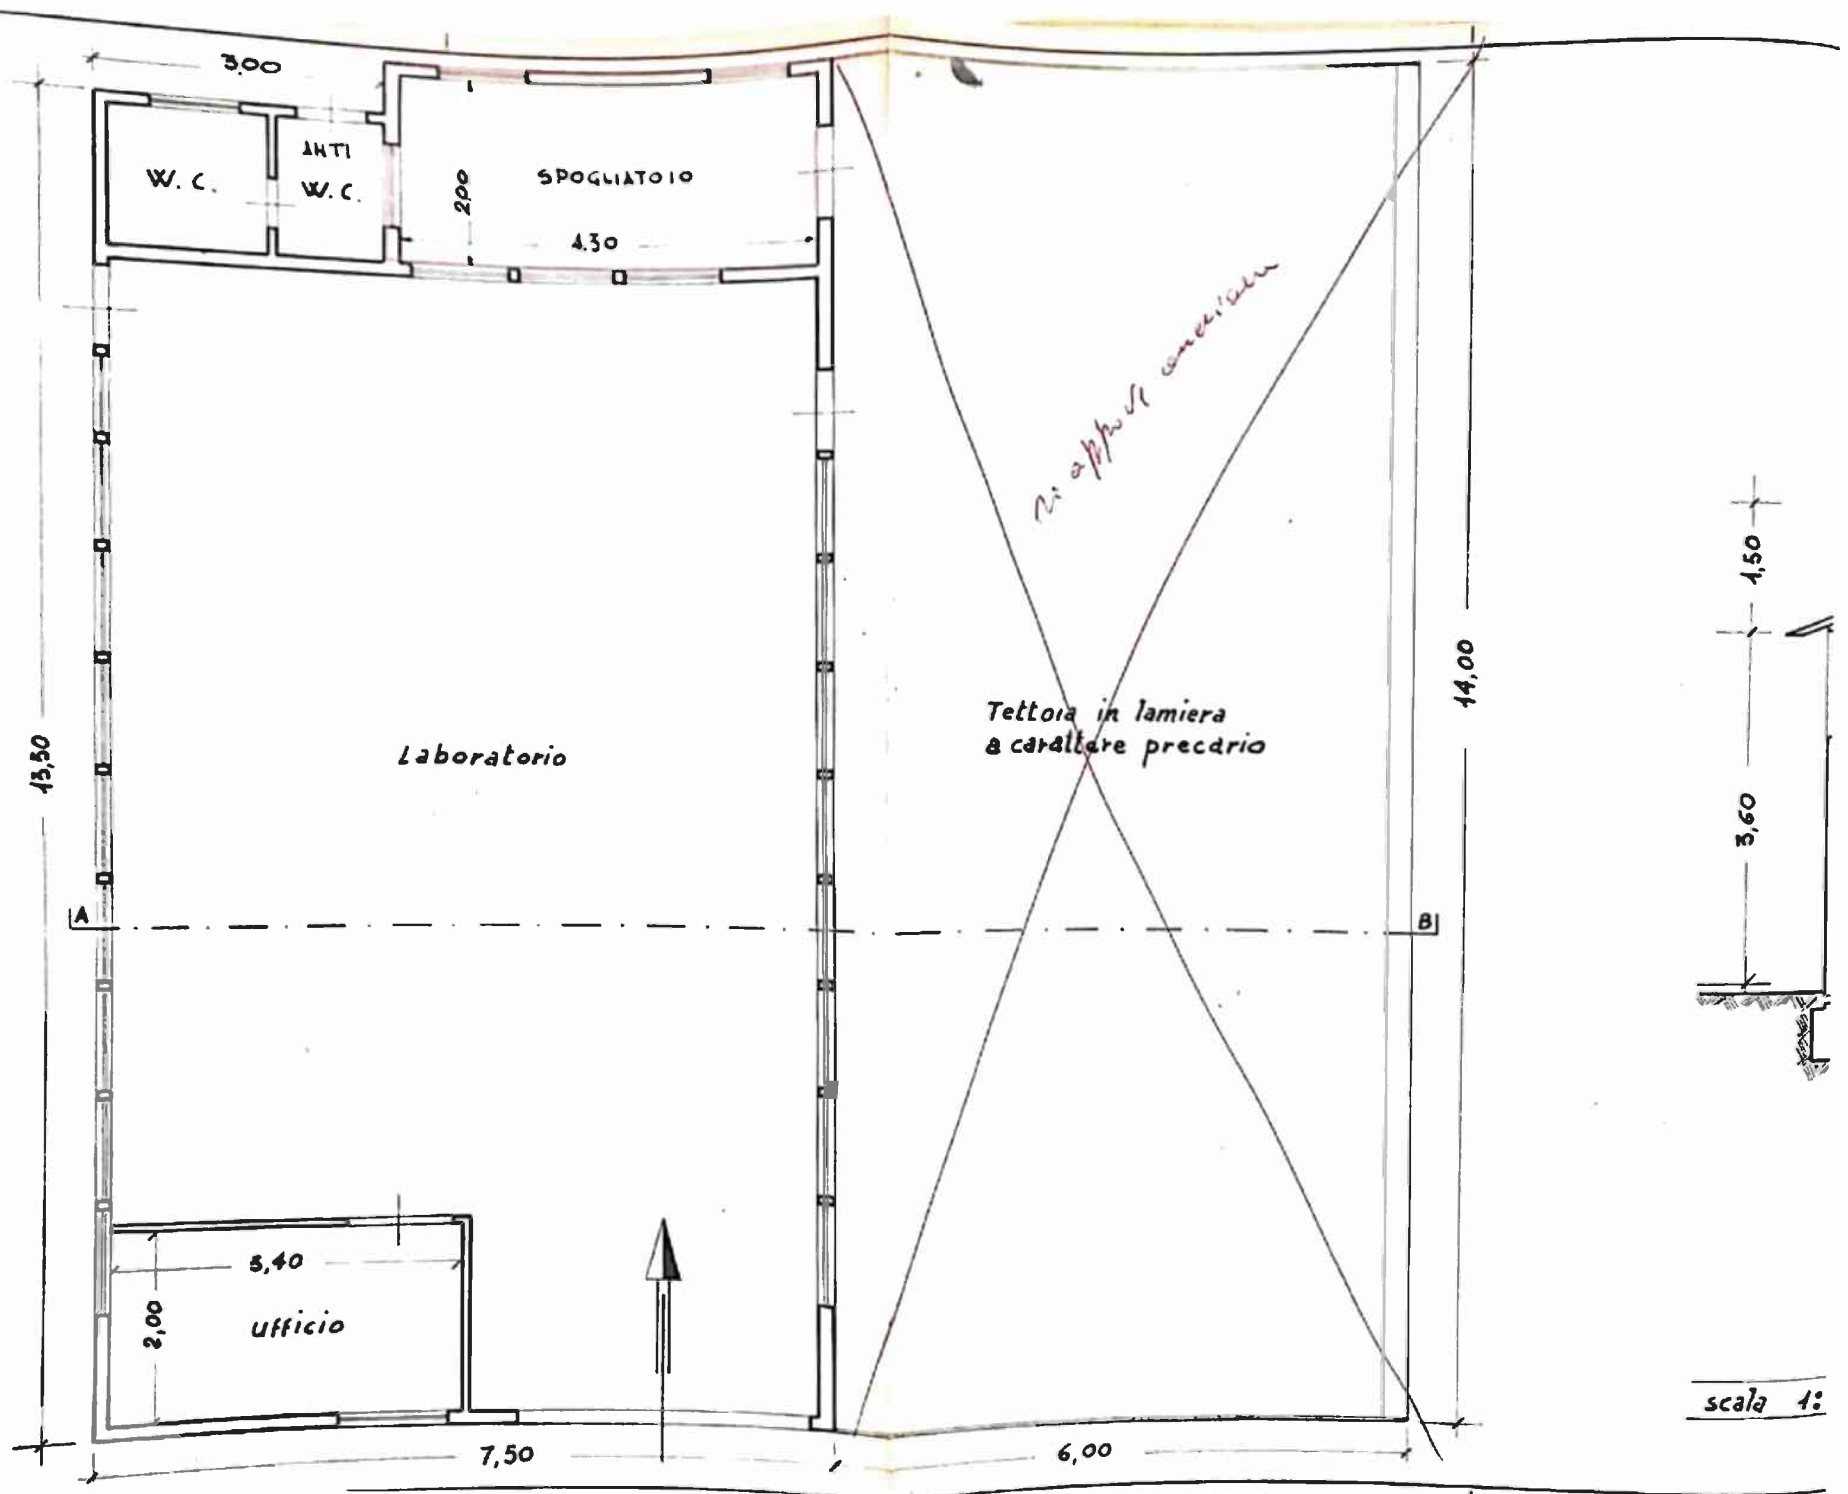 3,00
ANTI
W.C.
W.C.
SPOGLIATOIO
2,00
4.30
1,50
14,00
Tettoia in lamiera
a carattere precario
Laboratorio
13,50
3,60
A
B
3,40
2,00
ufficio
scala 1:
7,50
6,00